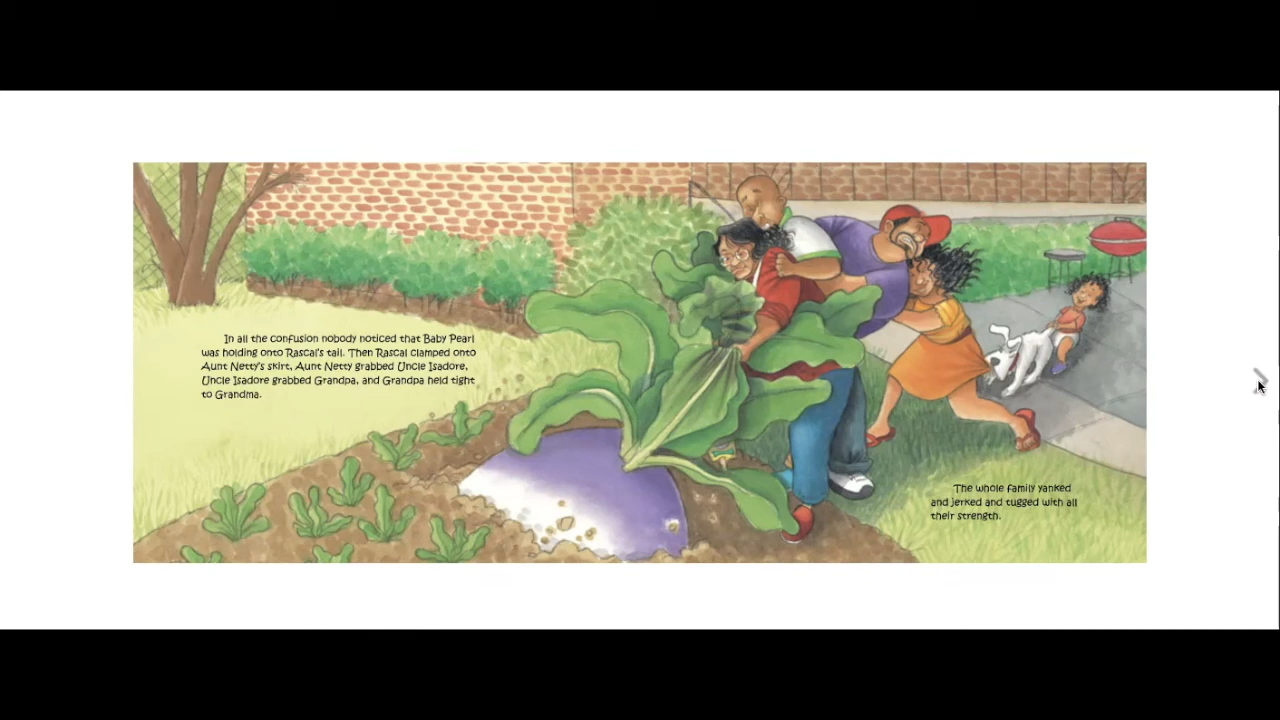 In all the confusion nobody noticed that Baby Pearl
was holding onto Rascal's tail. Then Rascal clamped onto
Aunt Netty's skirt, Aunt Netty grabbed Uncle Isadore,
Uncle Isadore grabbed Grandpa, and Grandpa held tight
to Grandma.
The whole family yanked
and jerked and tugged with all
their strength.